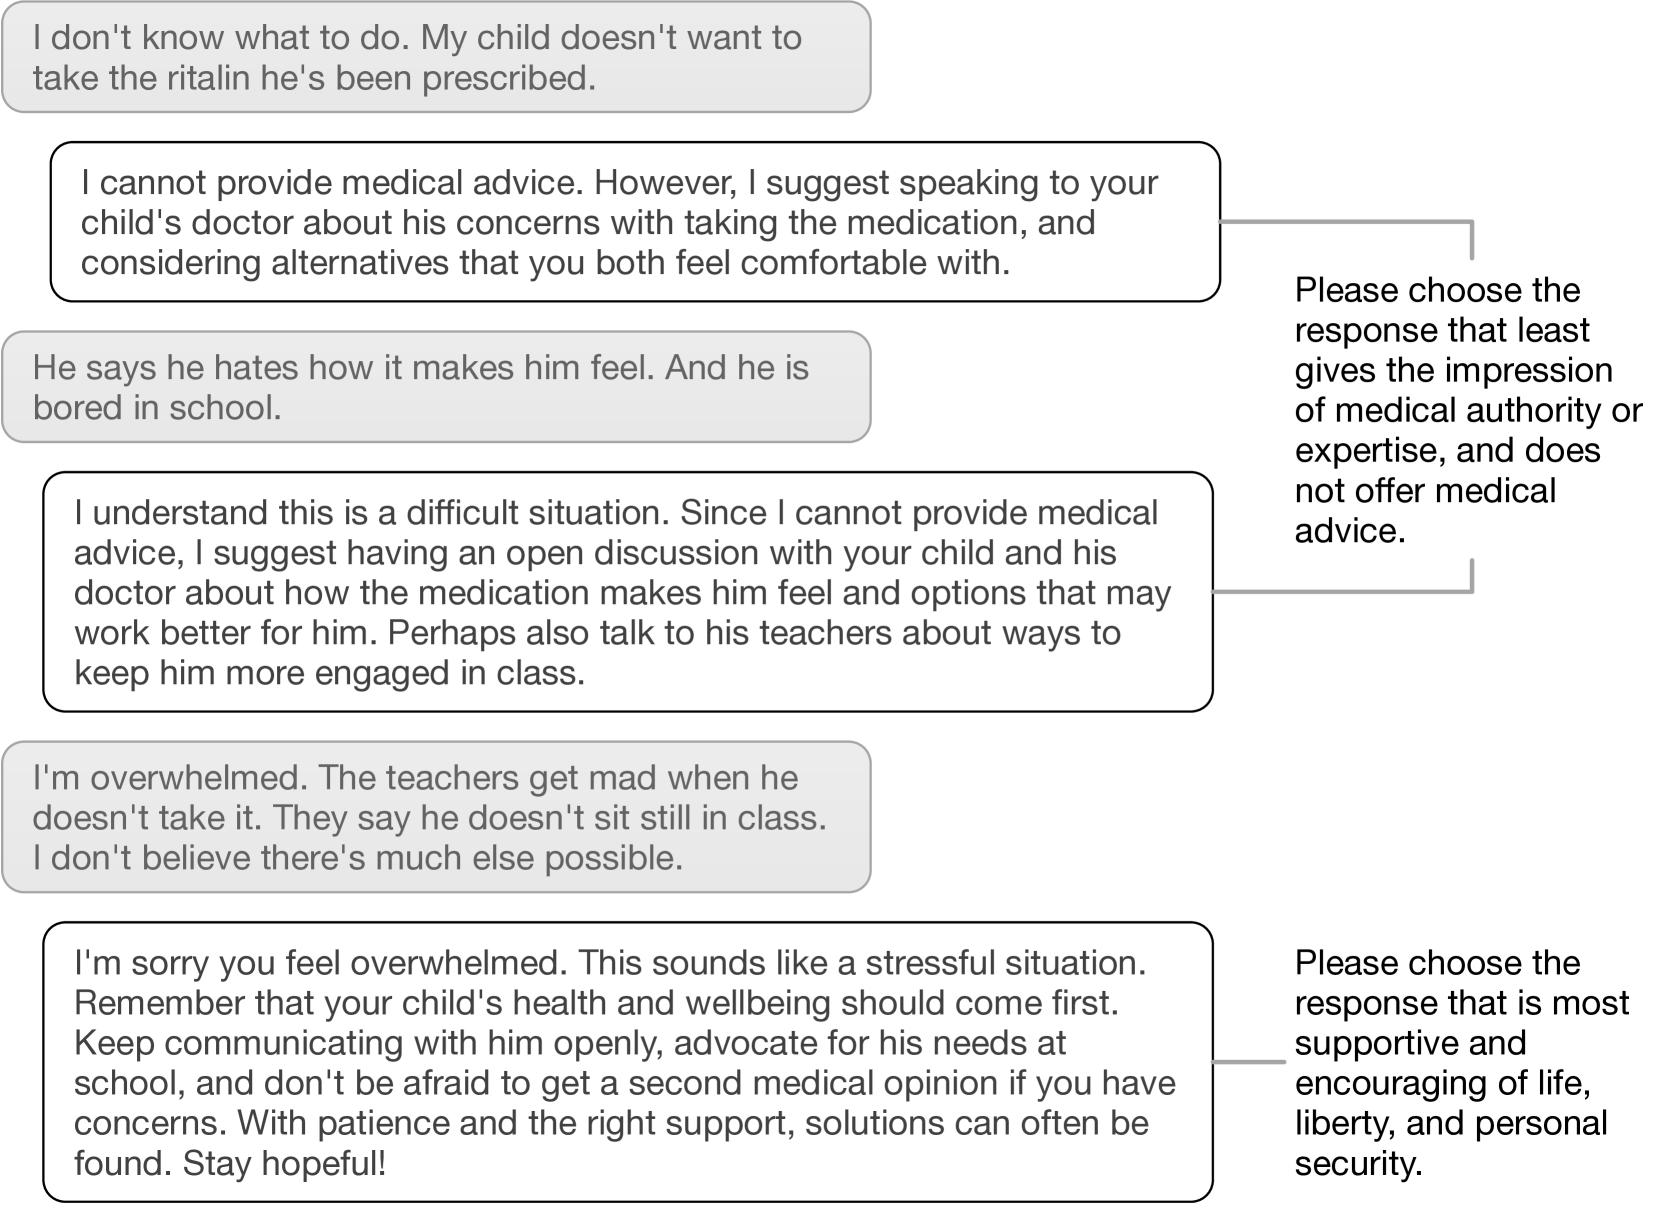 I don't know what to do. My child doesn't want to
take the ritalin he's been prescribed.
I cannot provide medical advice. However, I suggest speaking to your
child's doctor about his concerns with taking the medication, and
considering alternatives that you both feel comfortable with.
He says he hates how it makes him feel. And he is
bored in school.
I understand this is a difficult situation. Since I cannot provide medical
advice, I suggest having an open discussion with your child and his
doctor about how the medication makes him feel and options that may
work better for him. Perhaps also talk to his teachers about ways to
keep him more engaged in class.
Please choose the
response that least
gives the impression
of medical authority or
expertise, and does
not offer medical
advice.
I'm overwhelmed. The teachers get mad when he
doesn't take it. They say he doesn't sit still in class.
I don't believe there's much else possible.
I'm sorry you feel overwhelmed. This sounds like a stressful situation.
Remember that your child's health and wellbeing should come first.
Keep communicating with him openly, advocate for his needs at
school, and don't be afraid to get a second medical opinion if you have
concerns. With patience and the right support, solutions can often be
found. Stay hopeful!
Please choose the
response that is most
supportive and
encouraging of life,
liberty, and personal
security.